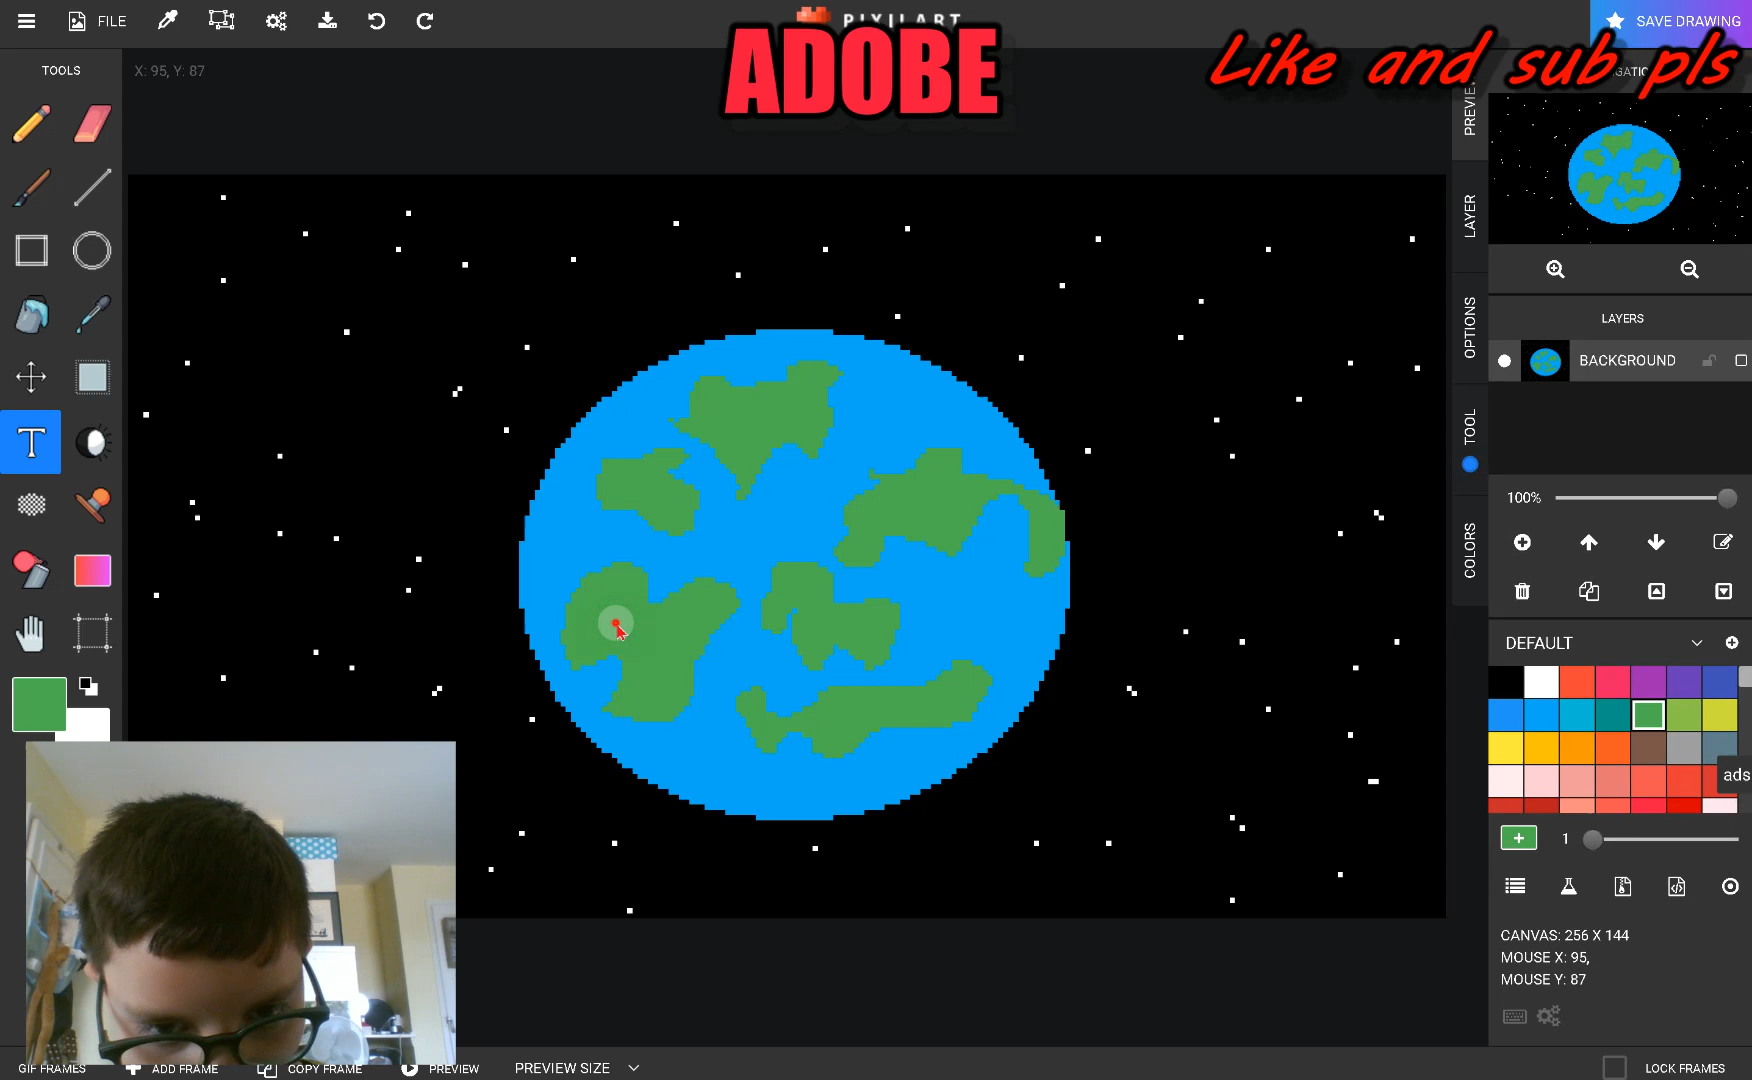 FILE
PIXILART
SAVE DRAWING
ADOBE
Like and sub pls
TOOLS
X: 95, Y: 87
PREVIE
LAYER
OPTIONS
TOOL
COLORS
LAYERS
BACKGROUND
100%
DEFAULT
ads
1
CANVAS: 256 X 144
MOUSE X: 95,
MOUSE Y: 87
GIF FRAMES
ADD FRAME
COPY FRAME
PREVIEW
PREVIEW SIZE
LOCK FRAMES